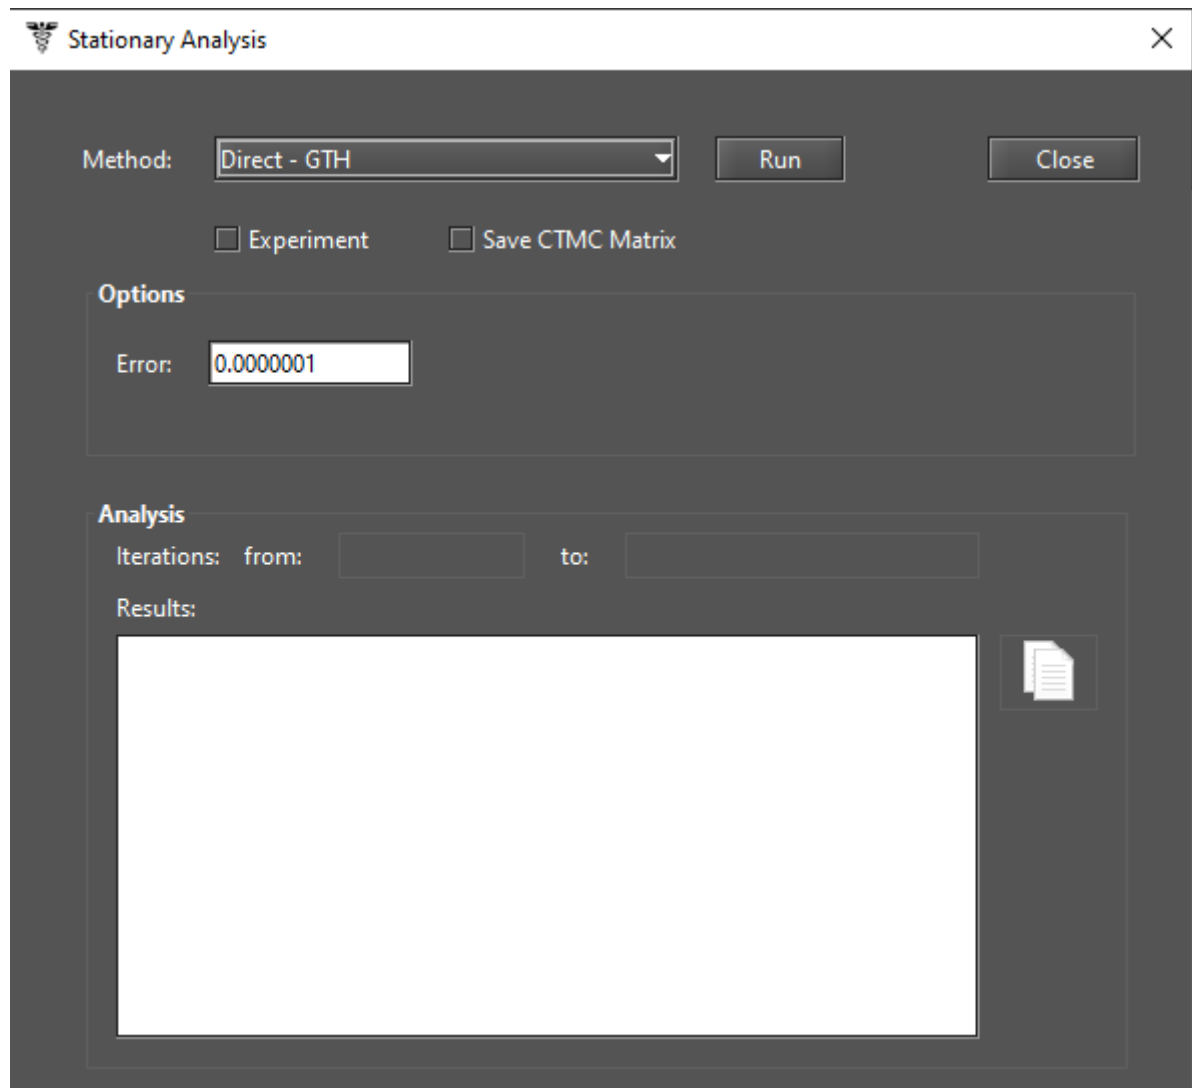 Stationary Analysis
Method: Direct - GTH Run Close
Experiment Save CTMC Matrix
Options
Error: 0.0000001
Analysis
Iterations: from: to:
Results: